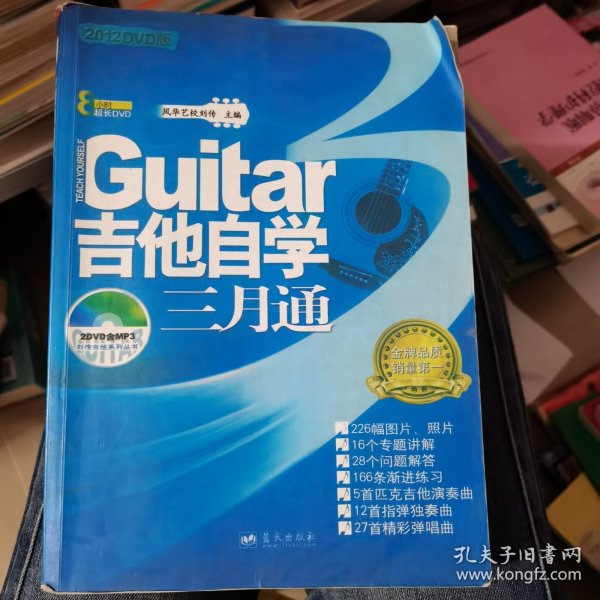 2012DVD版
8小时
超长DVD
风华艺校刘传 主编
TEACH YOURSELF
Guitar
吉他自学
三月通
2DVD含MP3
刘传吉他系列丛书
GUITAR
金牌品质
销量第一
226幅图片、照片
16个专题讲解
28个问题解答
166条渐进练习
5首匹克吉他演奏曲
12首指弹独奏曲
27首精彩弹唱曲
蓝天出版社
孔夫子旧书网
www.kongfz.com